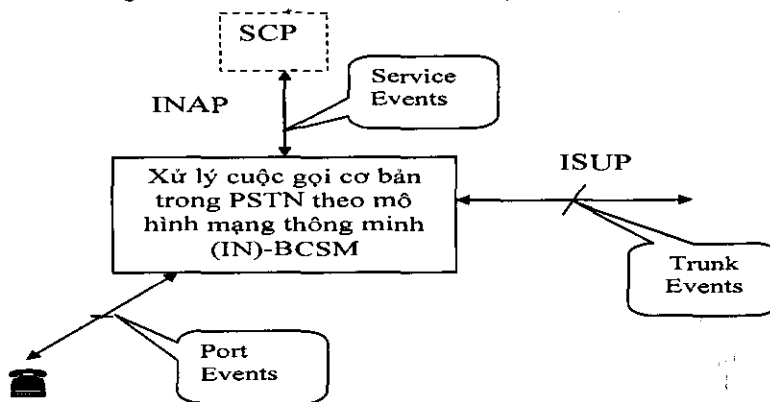 SCP
Service
Events
INAP
ISUP
Xử lý cuộc gọi cơ bản
trong PSTN theo mô
hình mạng thông minh
(IN)-BCSM
Trunk
Events
Port
Events